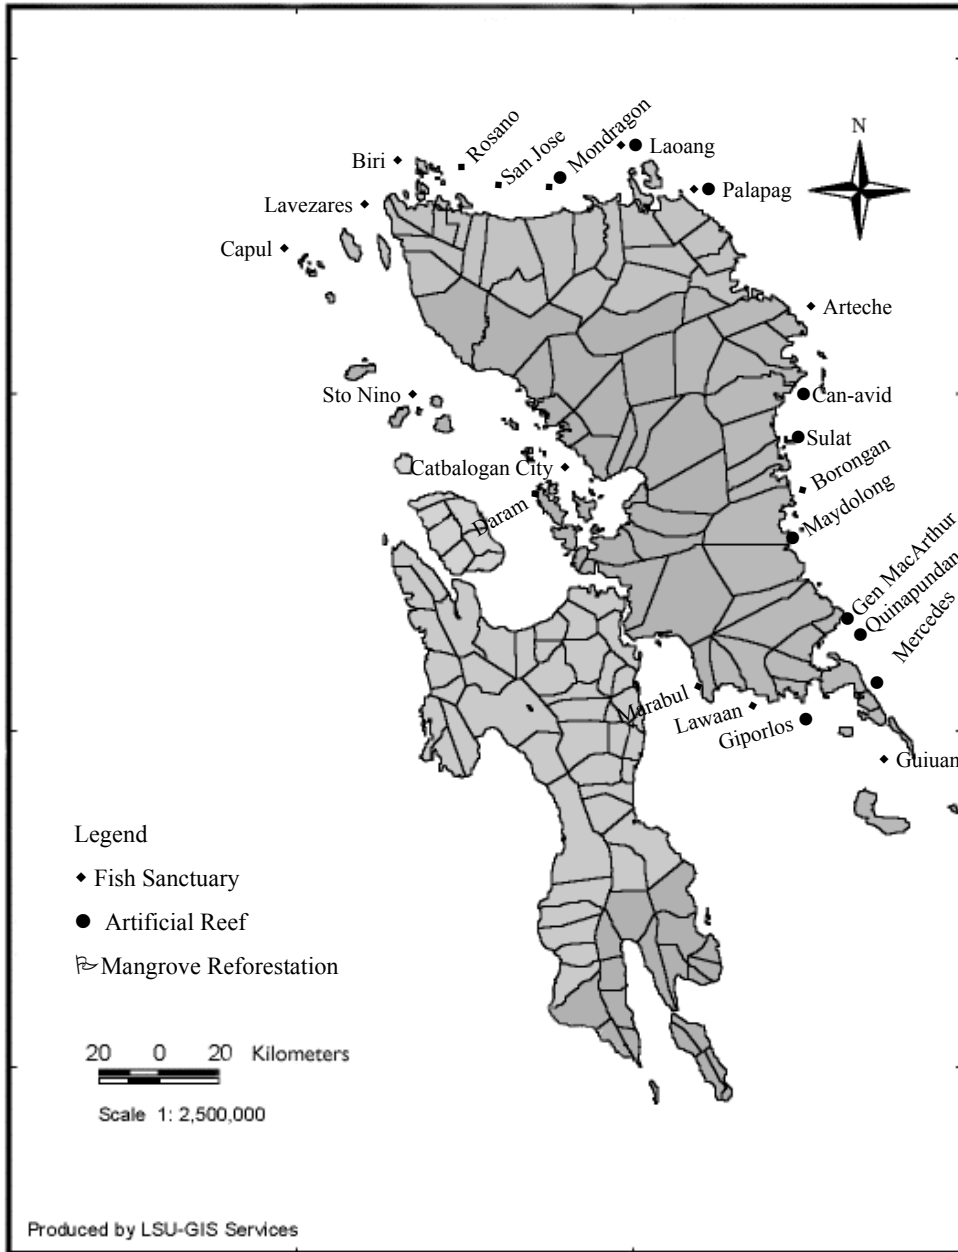 Rosano
San Jose
Mondragon
N
Biri
Laoang
Palapag
Lavezares
Capul
Arteche
Sto Nino
Can-avid
Sulat
Catbalogan City
Borongan
Daram
Maydolong
Gen MacArthur
Quinapundan
Mercedes
Marabul
Lawaan
Giporlos
Guiuan
Legend
Fish Sanctuary
Artificial Reef
Mangrove Reforestation
20 0 20 Kilometers
Scale 1: 2,500,000
Produced by LSU-GIS Services